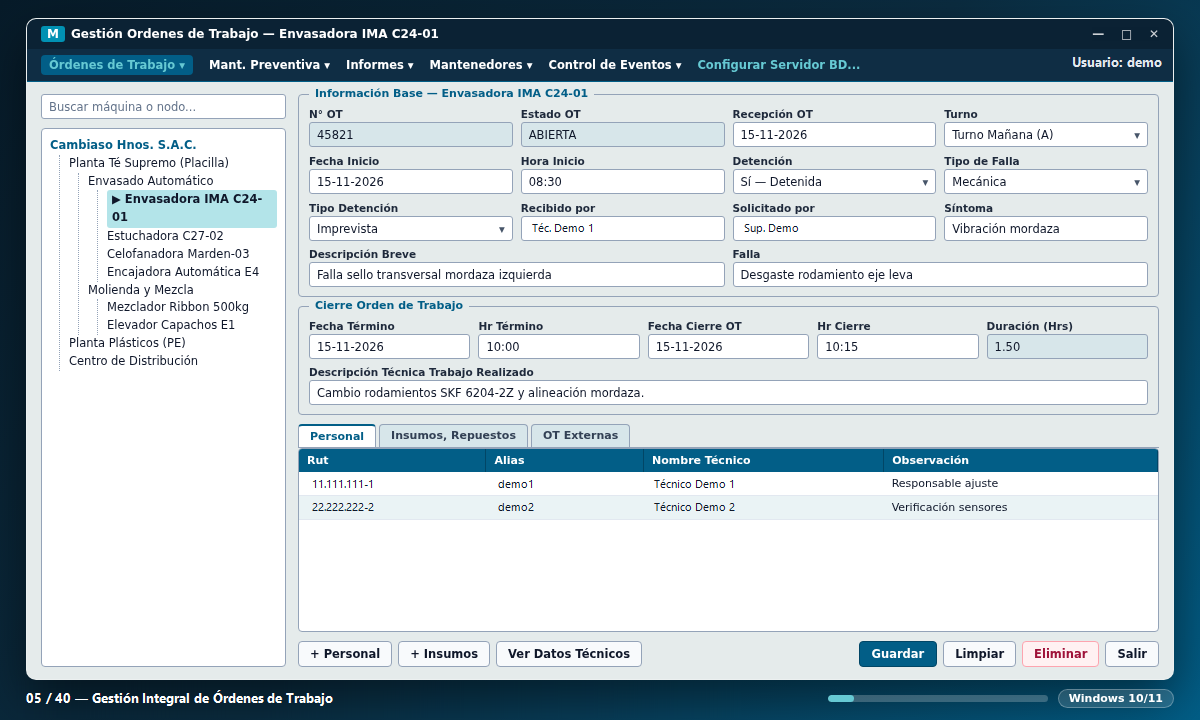 M Gestión Ordenes de Trabajo — Envasadora IMA C24-01
— □ ✕
Órdenes de Trabajo ▾ Mant. Preventiva ▾ Informes ▾ Mantenedores ▾ Control de Eventos ▾ Configurar Servidor BD... Usuario: demo
Buscar máquina o nodo...
Cambiaso Hnos. S.A.C.
Planta Té Supremo (Placilla)
Envasado Automático
▶ Envasadora IMA C24-
01
Estuchadora C27-02
Celofanadora Marden-03
Encajadora Automática E4
Molienda y Mezcla
Mezclador Ribbon 500kg
Elevador Capachos E1
Planta Plásticos (PE)
Centro de Distribución
Información Base — Envasadora IMA C24-01
N° OT Estado OT Recepción OT Turno
45821 ABIERTA 15-11-2026 Turno Mañana (A) ▾
Fecha Inicio Hora Inicio Detención Tipo de Falla
15-11-2026 08:30 Sí — Detenida ▾ Mecánica ▾
Tipo Detención Recibido por Solicitado por Síntoma
Imprevista ▾ Téc. Demo 1 Sup. Demo Vibración mordaza
Descripción Breve Falla
Falla sello transversal mordaza izquierda Desgaste rodamiento eje leva
Cierre Orden de Trabajo
Fecha Término Hr Término Fecha Cierre OT Hr Cierre Duración (Hrs)
15-11-2026 10:00 15-11-2026 10:15 1.50
Descripción Técnica Trabajo Realizado
Cambio rodamientos SKF 6204-2Z y alineación mordaza.
Personal Insumos, Repuestos OT Externas
Rut Alias Nombre Técnico Observación
11.111.111-1 demo1 Técnico Demo 1 Responsable ajuste
22.222.222-2 demo2 Técnico Demo 2 Verificación sensores
+ Personal + Insumos Ver Datos Técnicos Guardar Limpiar Eliminar Salir
05 / 40 — Gestión Integral de Órdenes de Trabajo Windows 10/11